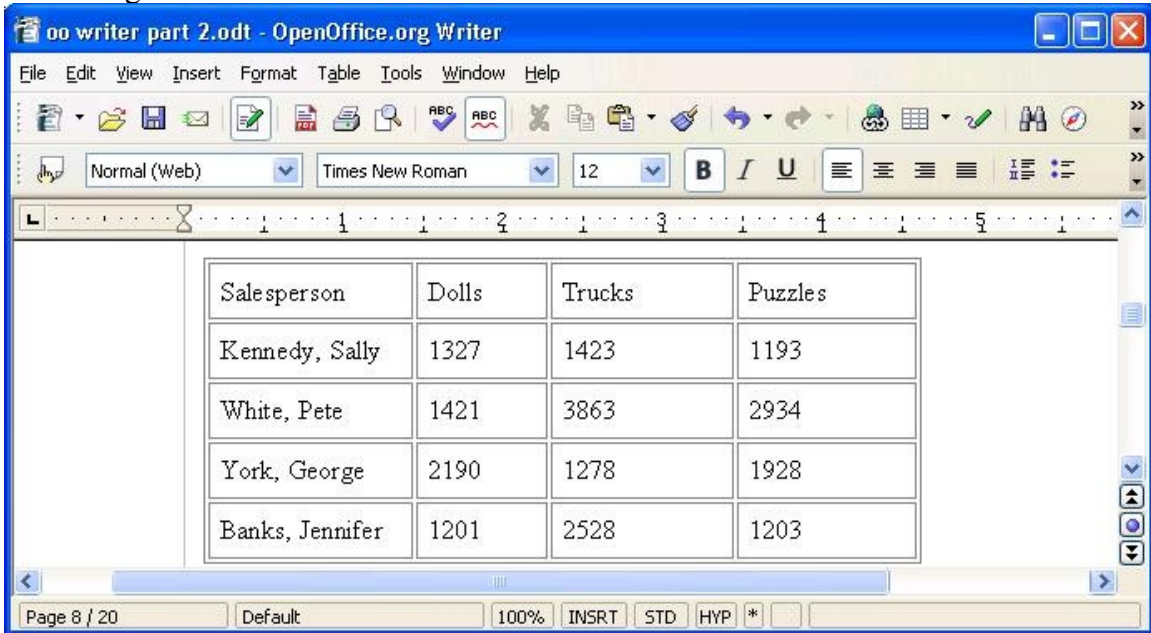 oo writer part 2.odt - OpenOffice.org Writer
File Edit View Insert Format Table Tools Window Help
PDF ABC ABC
Normal (Web) Times New Roman 12 B I U
1 2 3 4 5
Salesperson Dolls Trucks Puzzles
Kennedy, Sally 1327 1423 1193
White, Pete 1421 3863 2934
York, George 2190 1278 1928
Banks, Jennifer 1201 2528 1203
Page 8 / 20 Default 100% INSRT STD HYP *